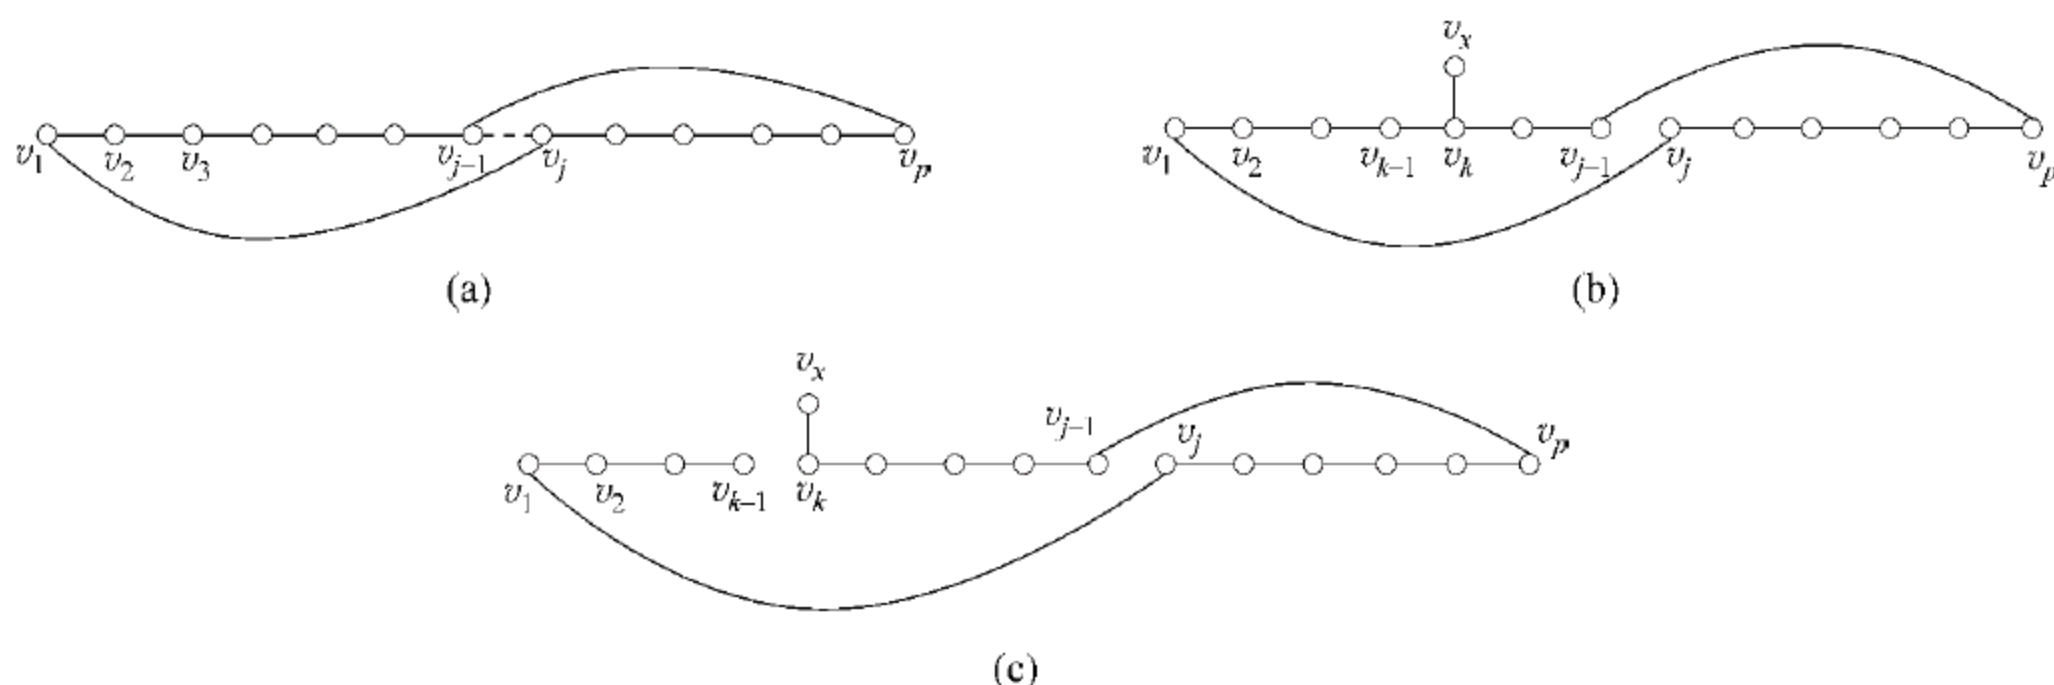 v₁ v₂ v₃ vⱼ₋₁ vⱼ vₚ
(a)
vₓ
v₁ v₂ vₖ₋₁ vₖ vⱼ₋₁ vⱼ vₚ
(b)
vₓ
vⱼ₋₁ vⱼ vₚ
v₁ v₂ vₖ₋₁ vₖ
(c)